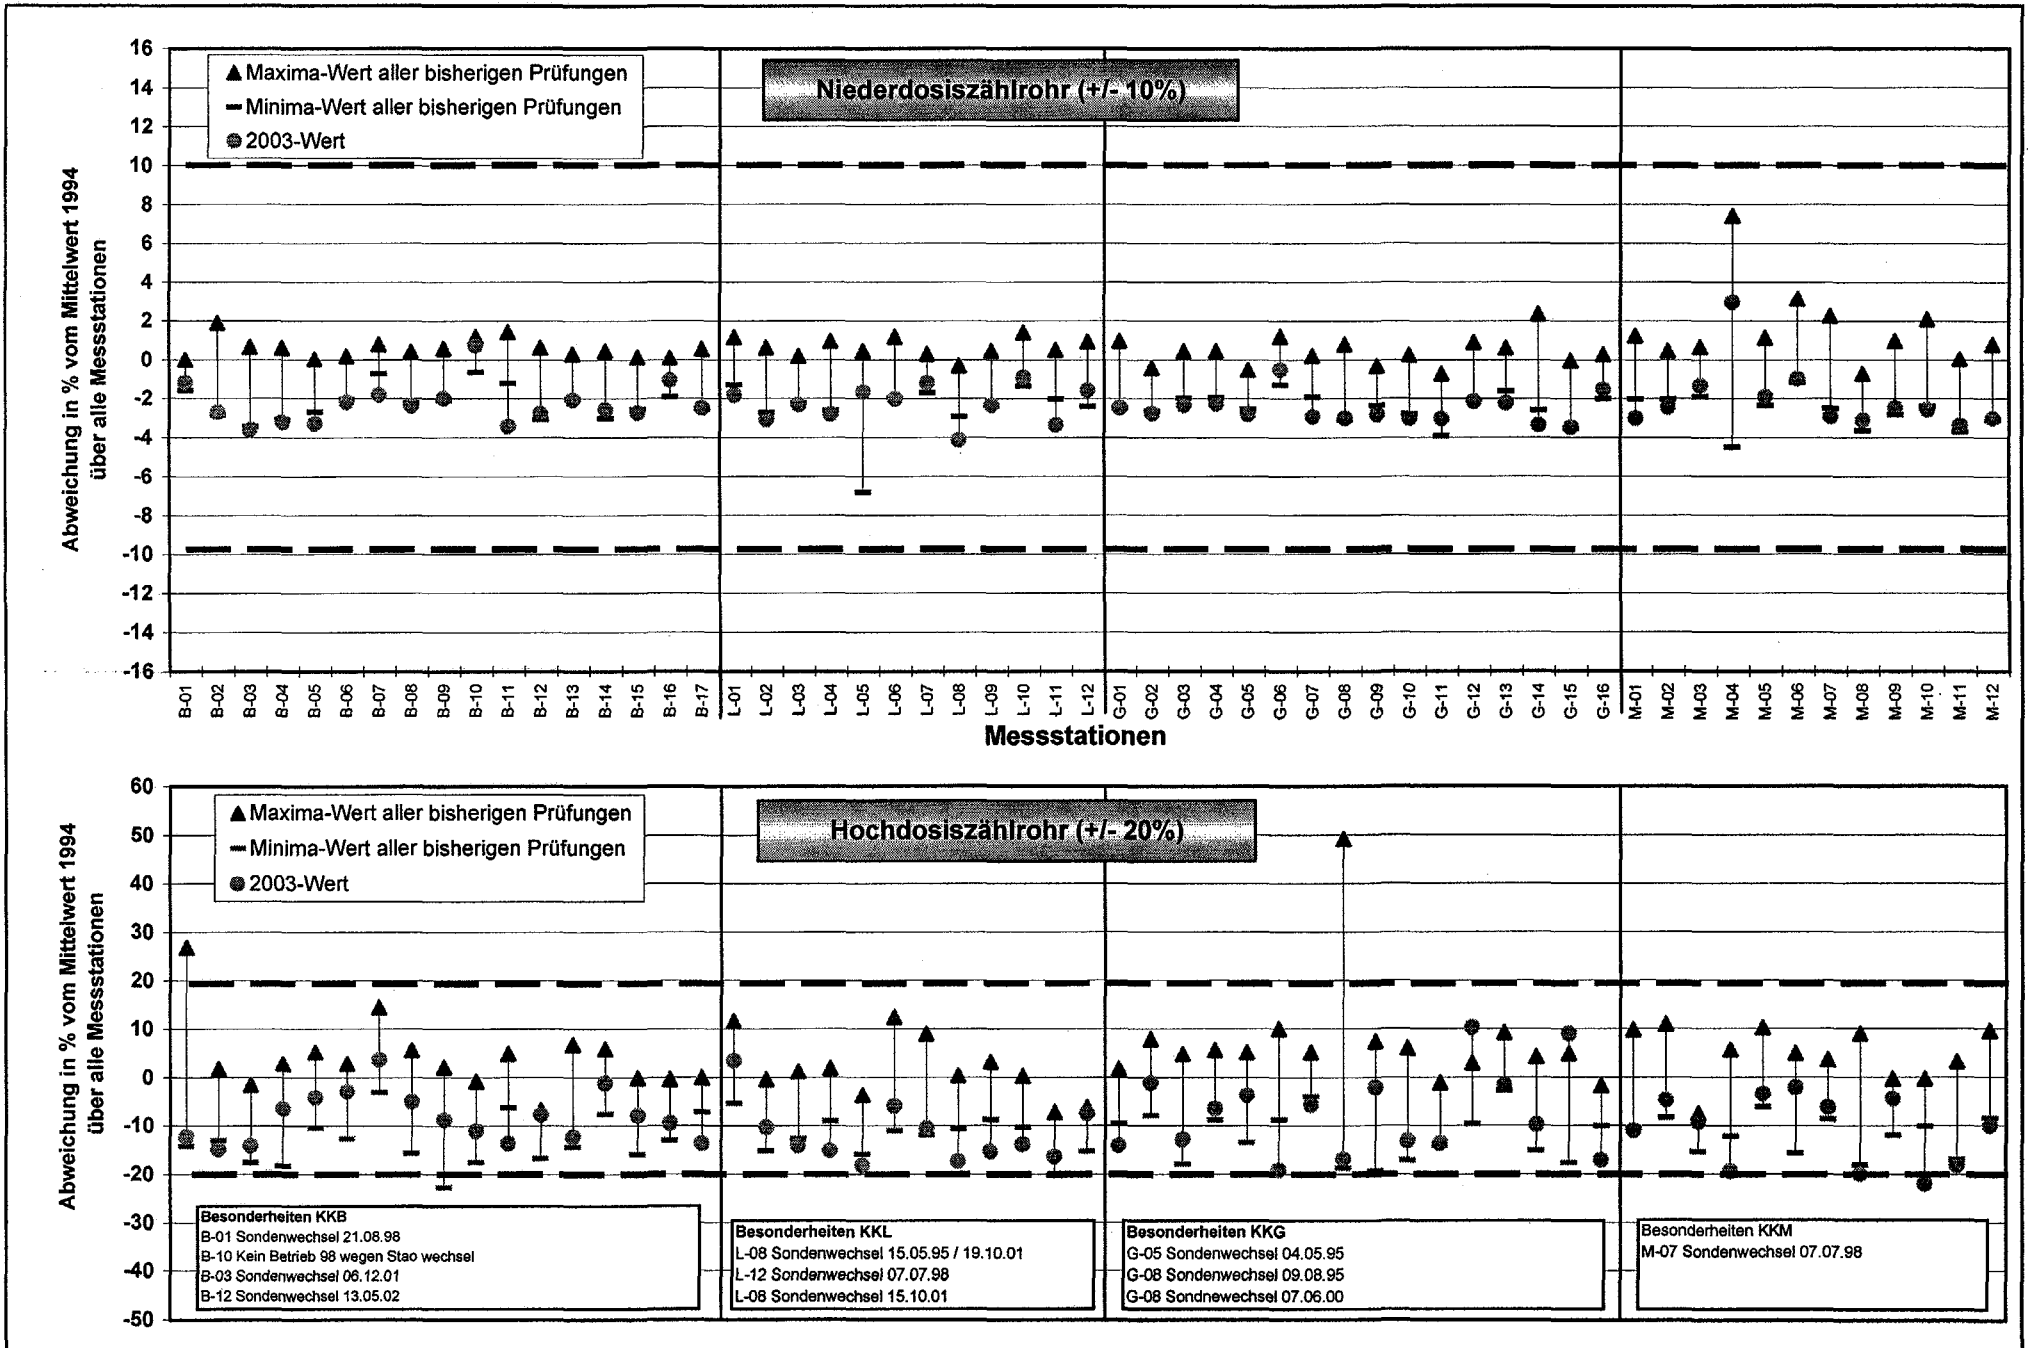 16
14
12
10
8
6
4
2
0
-2
-4
-6
-8
-10
-12
-14
-16
Abweichung in % vom Mittelwert 1994
über alle Messstationen
Maxima-Wert aller bisherigen Prüfungen
Minima-Wert aller bisherigen Prüfungen
2003-Wert
Niederdosiszählrohr (+/- 10%)
B-01 B-02 B-03 B-04 B-05 B-06 B-07 B-08 B-09 B-10 B-11 B-12 B-13 B-14 B-15 B-16 B-17 L-01 L-02 L-03 L-04 L-05 L-06 L-07 L-08 L-09 L-10 L-11 L-12 G-01 G-02 G-03 G-04 G-05 G-06 G-07 G-08 G-09 G-10 G-11 G-12 G-13 G-14 G-15 G-16 M-01 M-02 M-03 M-04 M-05 M-06 M-07 M-08 M-09 M-10 M-11 M-12
Messstationen
60
50
40
30
20
10
0
-10
-20
-30
-40
-50
Abweichung in % vom Mittelwert 1994
über alle Messstationen
Maxima-Wert aller bisherigen Prüfungen
Minima-Wert aller bisherigen Prüfungen
2003-Wert
Hochdosiszählrohr (+/- 20%)
Besonderheiten KKB
B-01 Sondenwechsel 21.08.98
B-10 Kein Betrieb 98 wegen Stao wechsel
B-03 Sondenwechsel 06.12.01
B-12 Sondenwechsel 13.05.02
Besonderheiten KKL
L-08 Sondenwechsel 15.05.95 / 19.10.01
L-12 Sondenwechsel 07.07.98
L-08 Sondenwechsel 15.10.01
Besonderheiten KKG
G-05 Sondenwechsel 04.05.95
G-08 Sondenwechsel 09.08.95
G-08 Sondnewechsel 07.06.00
Besonderheiten KKM
M-07 Sondenwechsel 07.07.98